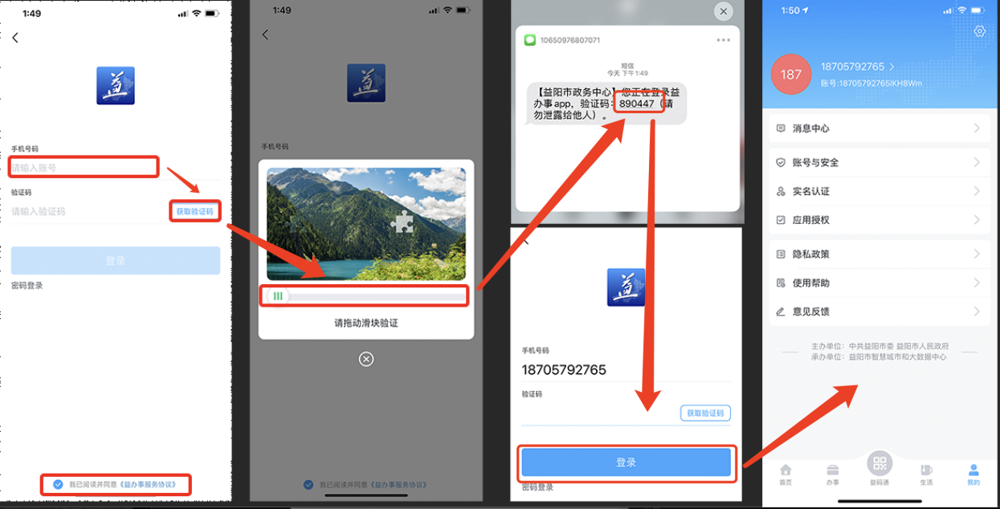 1:49
益
手机号码
请输入账号
验证码
请输入验证码
获取验证码
登录
密码登录
我已阅读并同意《益办事服务协议》
1:49
益
手机号码
请拖动滑块验证
我已阅读并同意《益办事服务协议》
10650976807071
短信
今天 下午1:49
【益阳市政务中心】您正在登录益
办事app，验证码：890447（请
勿泄露给他人）。
益
手机号码
18705792765
验证码
获取验证码
登录
密码登录
1:50
187
18705792765
账号:18705792765IKH8Wm
消息中心
账号与安全
实名认证
应用授权
隐私政策
使用帮助
意见反馈
主办单位：中共益阳市委 益阳市人民政府
承办单位：益阳市智慧城市和大数据中心
首页
办事
益码通
生活
我的